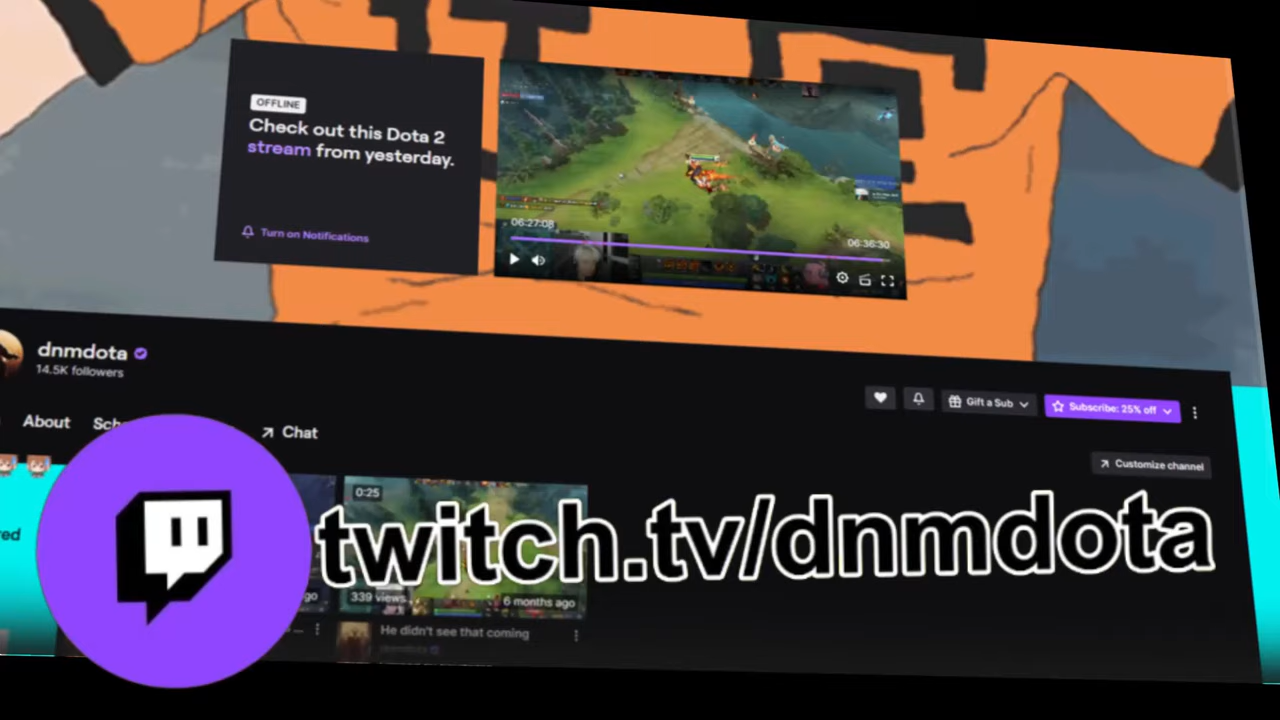 OFFLINE
Check out this Dota 2
stream from yesterday.
Turn on Notifications
06:27:08
06:36:30
dnmdota
14.5K followers
Gift a Sub
Subscribe: 25% off
About
Chat
Customize channel
0:25
twitch.tv/dnmdota
339 views
6 months ago
He didn't see that coming